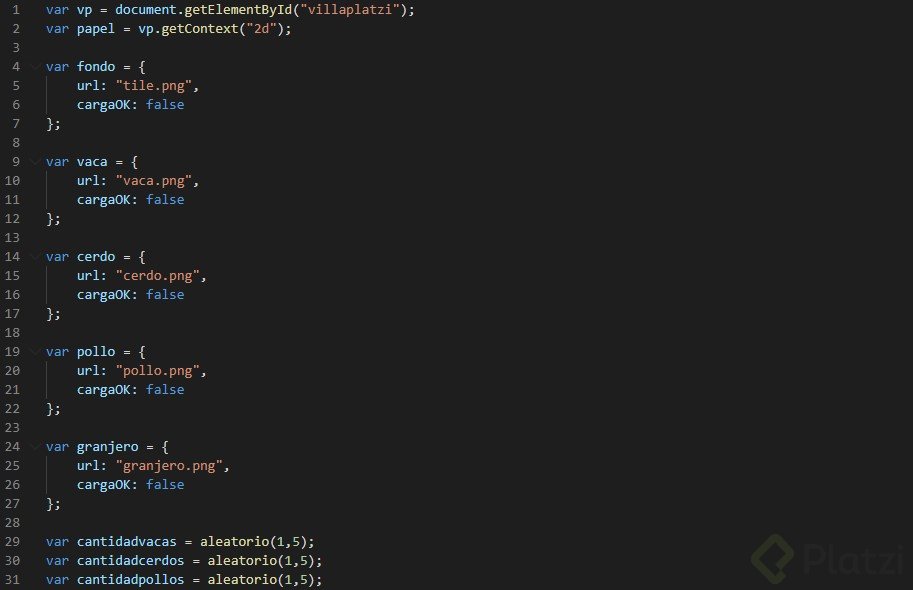 1 var vp = document.getElementById("villaplatzi");
2 var papel = vp.getContext("2d");
3
4 var fondo = {
5 url: "tile.png",
6 cargaOK: false
7 };
8
9 var vaca = {
10 url: "vaca.png",
11 cargaOK: false
12 };
13
14 var cerdo = {
15 url: "cerdo.png",
16 cargaOK: false
17 };
18
19 var pollo = {
20 url: "pollo.png",
21 cargaOK: false
22 };
23
24 var granjero = {
25 url: "granjero.png",
26 cargaOK: false
27 };
28
29 var cantidadvacas = aleatorio(1,5);
30 var cantidadcerdos = aleatorio(1,5);
31 var cantidadpollos = aleatorio(1,5);
Platzi